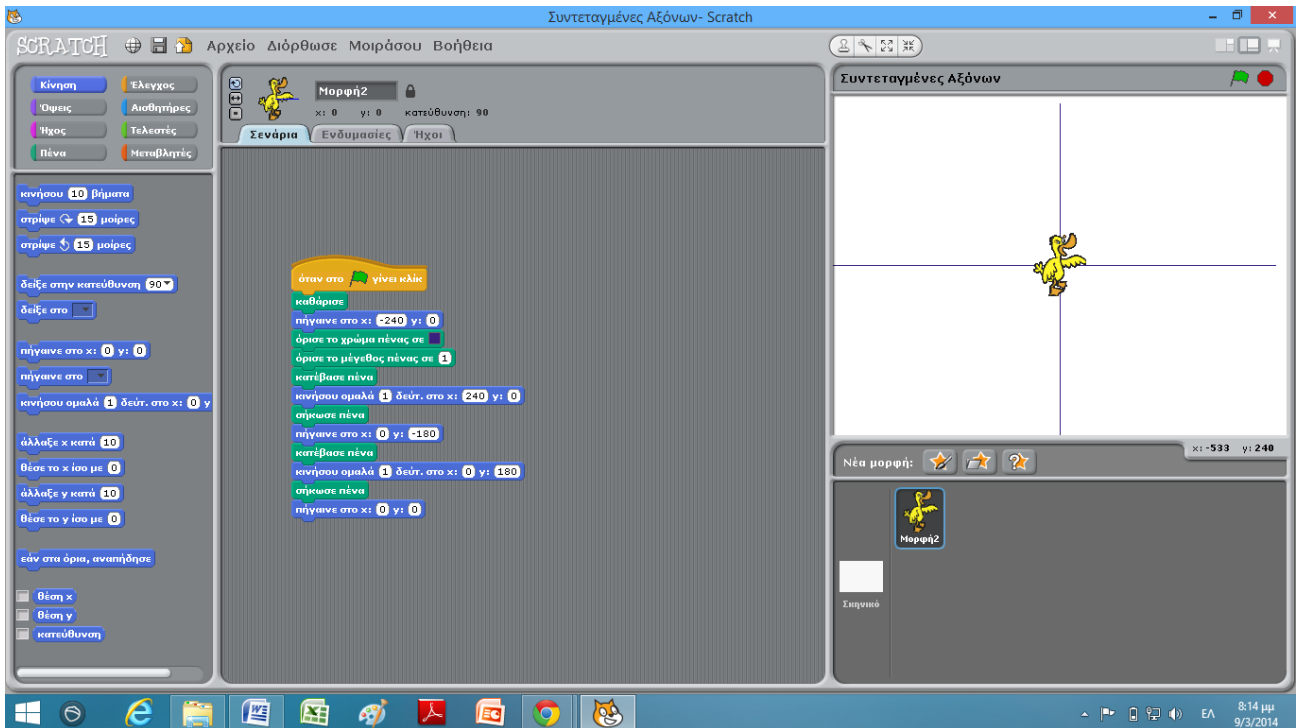 Συντεταγμένες Αξόνων- Scratch
SCRATCH Αρχείο Διόρθωσε Μοιράσου Βοήθεια
Κίνηση Έλεγχος
Όψεις Αισθητήρες
Ήχος Τελεστές
Πένα Μεταβλητές
κινήσου 10 βήματα
στρίψε 15 μοίρες
στρίψε 15 μοίρες
δείξε στην κατεύθυνση 90
δείξε στο
πήγαινε στο x: 0 y: 0
πήγαινε στο
κινήσου ομαλά 1 δεύτ. στο x: 0 y
άλλαξε x κατά 10
θέσε το x ίσο με 0
άλλαξε y κατά 10
θέσε το y ίσο με 0
εάν στα όρια, αναπήδησε
θέση x
θέση y
κατεύθυνση
Μορφή2
x: 0 y: 0 κατεύθυνση: 90
Σενάρια Ενδυμασίες Ήχοι
όταν στο γίνει κλίκ
καθάρισε
πήγαινε στο x: -240 y: 0
όρισε το χρώμα πένας σε
όρισε το μέγεθος πένας σε 1
κατέβασε πένα
κινήσου ομαλά 1 δεύτ. στο x: 240 y: 0
σήκωσε πένα
πήγαινε στο x: 0 y: -180
κατέβασε πένα
κινήσου ομαλά 1 δεύτ. στο x: 0 y: 180
σήκωσε πένα
πήγαινε στο x: 0 y: 0
Συντεταγμένες Αξόνων
x: -533 y: 240
Νέα μορφή:
Μορφή2
Σκηνικό
ΕΛ
8:14 μμ
9/3/2014